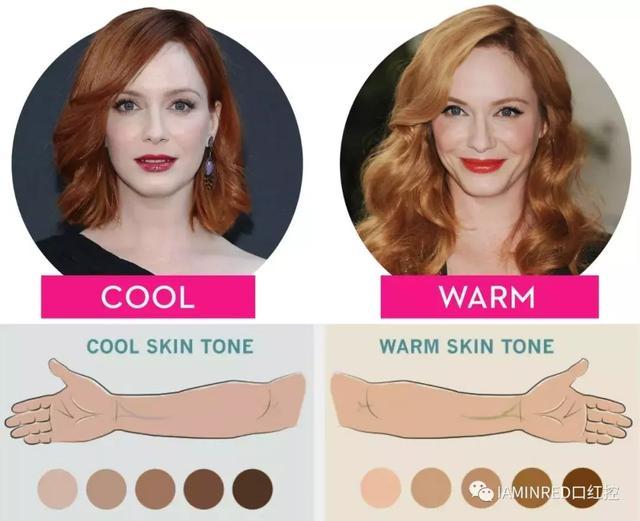 COOL
WARM
COOL SKIN TONE
WARM SKIN TONE
IAMINRED口红控